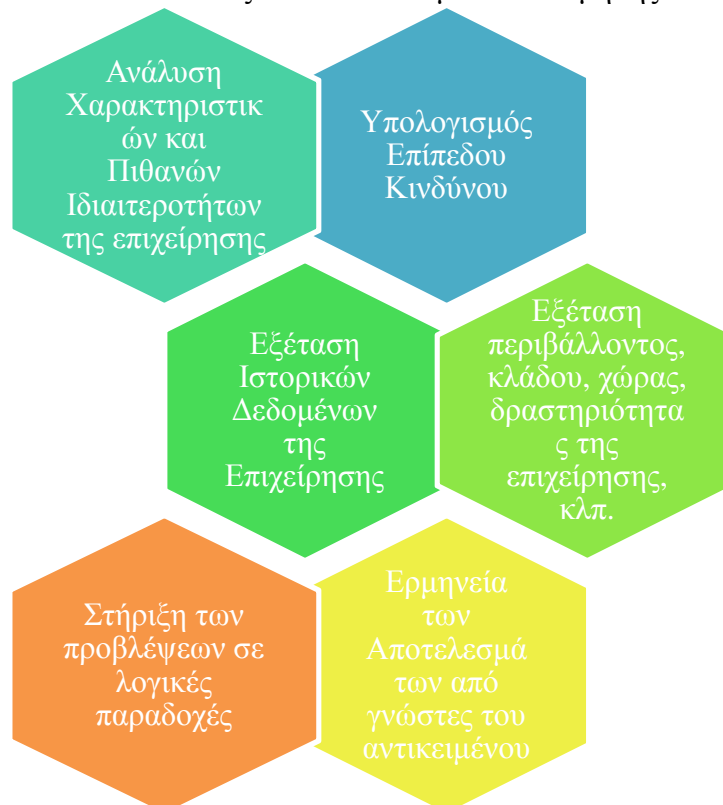 Ανάλυση
Χαρακτηριστικ
ών και
Πιθανών
Ιδιαιτεροτήτων
της επιχείρησης
Υπολογισμός
Επίπεδου
Κινδύνου
Εξέταση
Ιστορικών
Δεδομένων
της
Επιχείρησης
Εξέταση
περιβάλλοντος,
κλάδου, χώρας,
δραστηριότητα
ς της
επιχείρησης,
κλπ.
Στήριξη των
προβλέψεων σε
λογικές
παραδοχές
Ερμηνεία
των
Αποτελεσμά
των από
γνώστες του
αντικειμένου